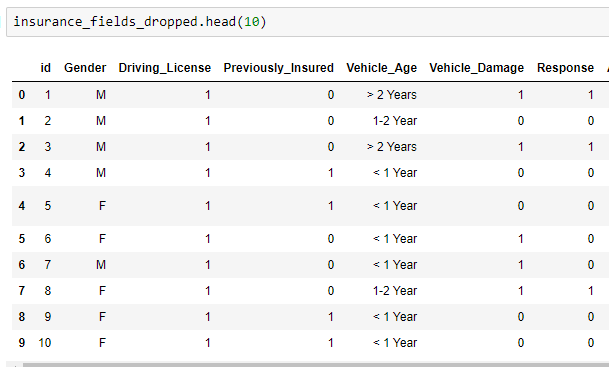 insurance_fields_dropped.head(10)
id Gender Driving_License Previously_Insured Vehicle_Age Vehicle_Damage Response
0 1 M 1 0 > 2 Years 1 1
1 2 M 1 0 1-2 Year 0 0
2 3 M 1 0 > 2 Years 1 1
3 4 M 1 1 < 1 Year 0 0
4 5 F 1 1 < 1 Year 0 0
5 6 F 1 0 < 1 Year 1 0
6 7 M 1 0 < 1 Year 1 0
7 8 F 1 0 1-2 Year 1 1
8 9 F 1 1 < 1 Year 0 0
9 10 F 1 1 < 1 Year 0 0